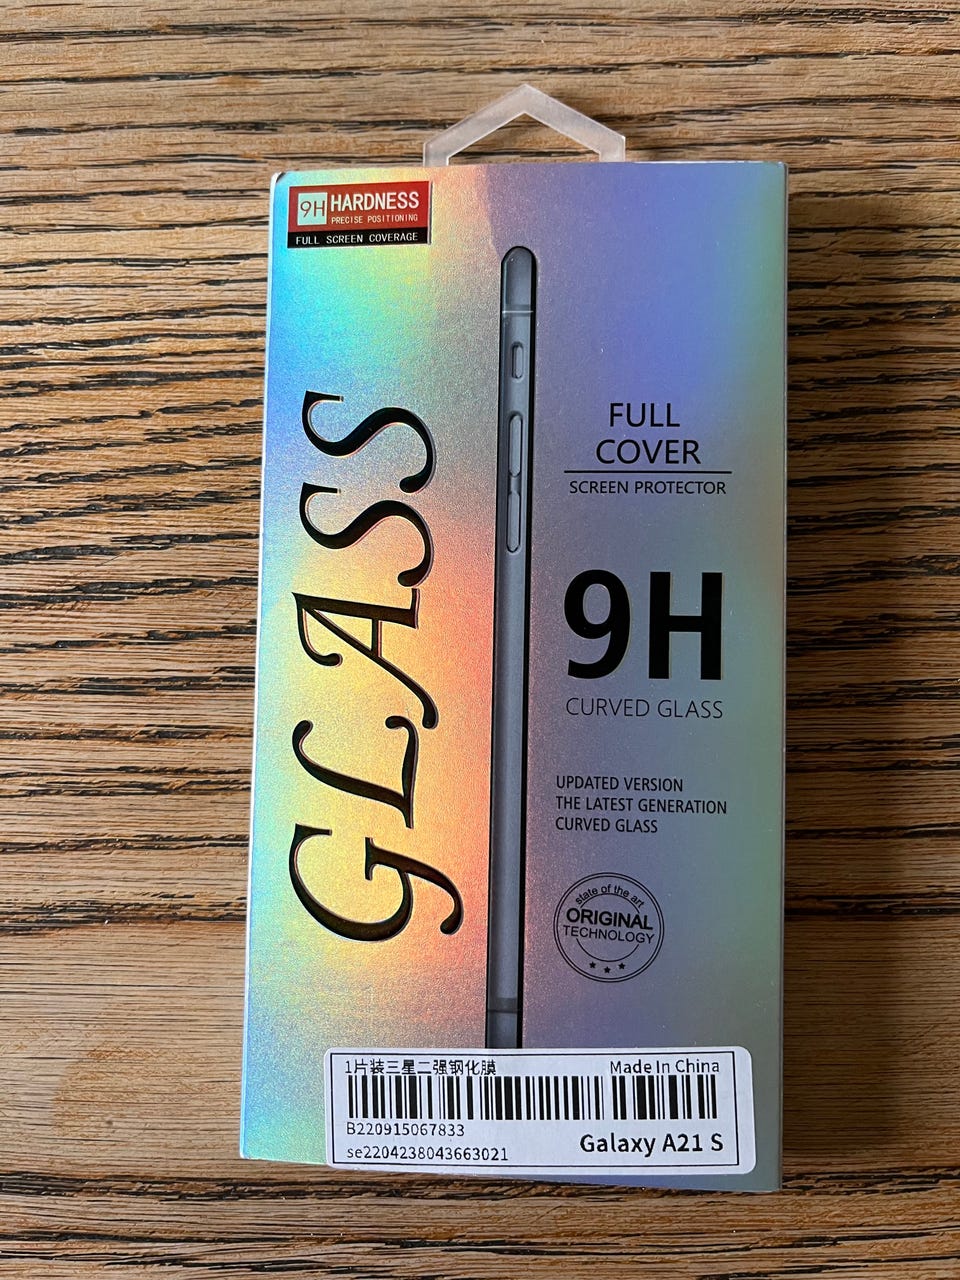 9H HARDNESS
PRECISE POSITIONING
FULL SCREEN COVERAGE
GLASS
FULL
COVER
SCREEN PROTECTOR
9H
CURVED GLASS
UPDATED VERSION
THE LATEST GENERATION
CURVED GLASS
state of the art
ORIGINAL
TECHNOLOGY
1片装三星二强钢化膜 Made In China
B220915067833
se2204238043663021 Galaxy A21 S